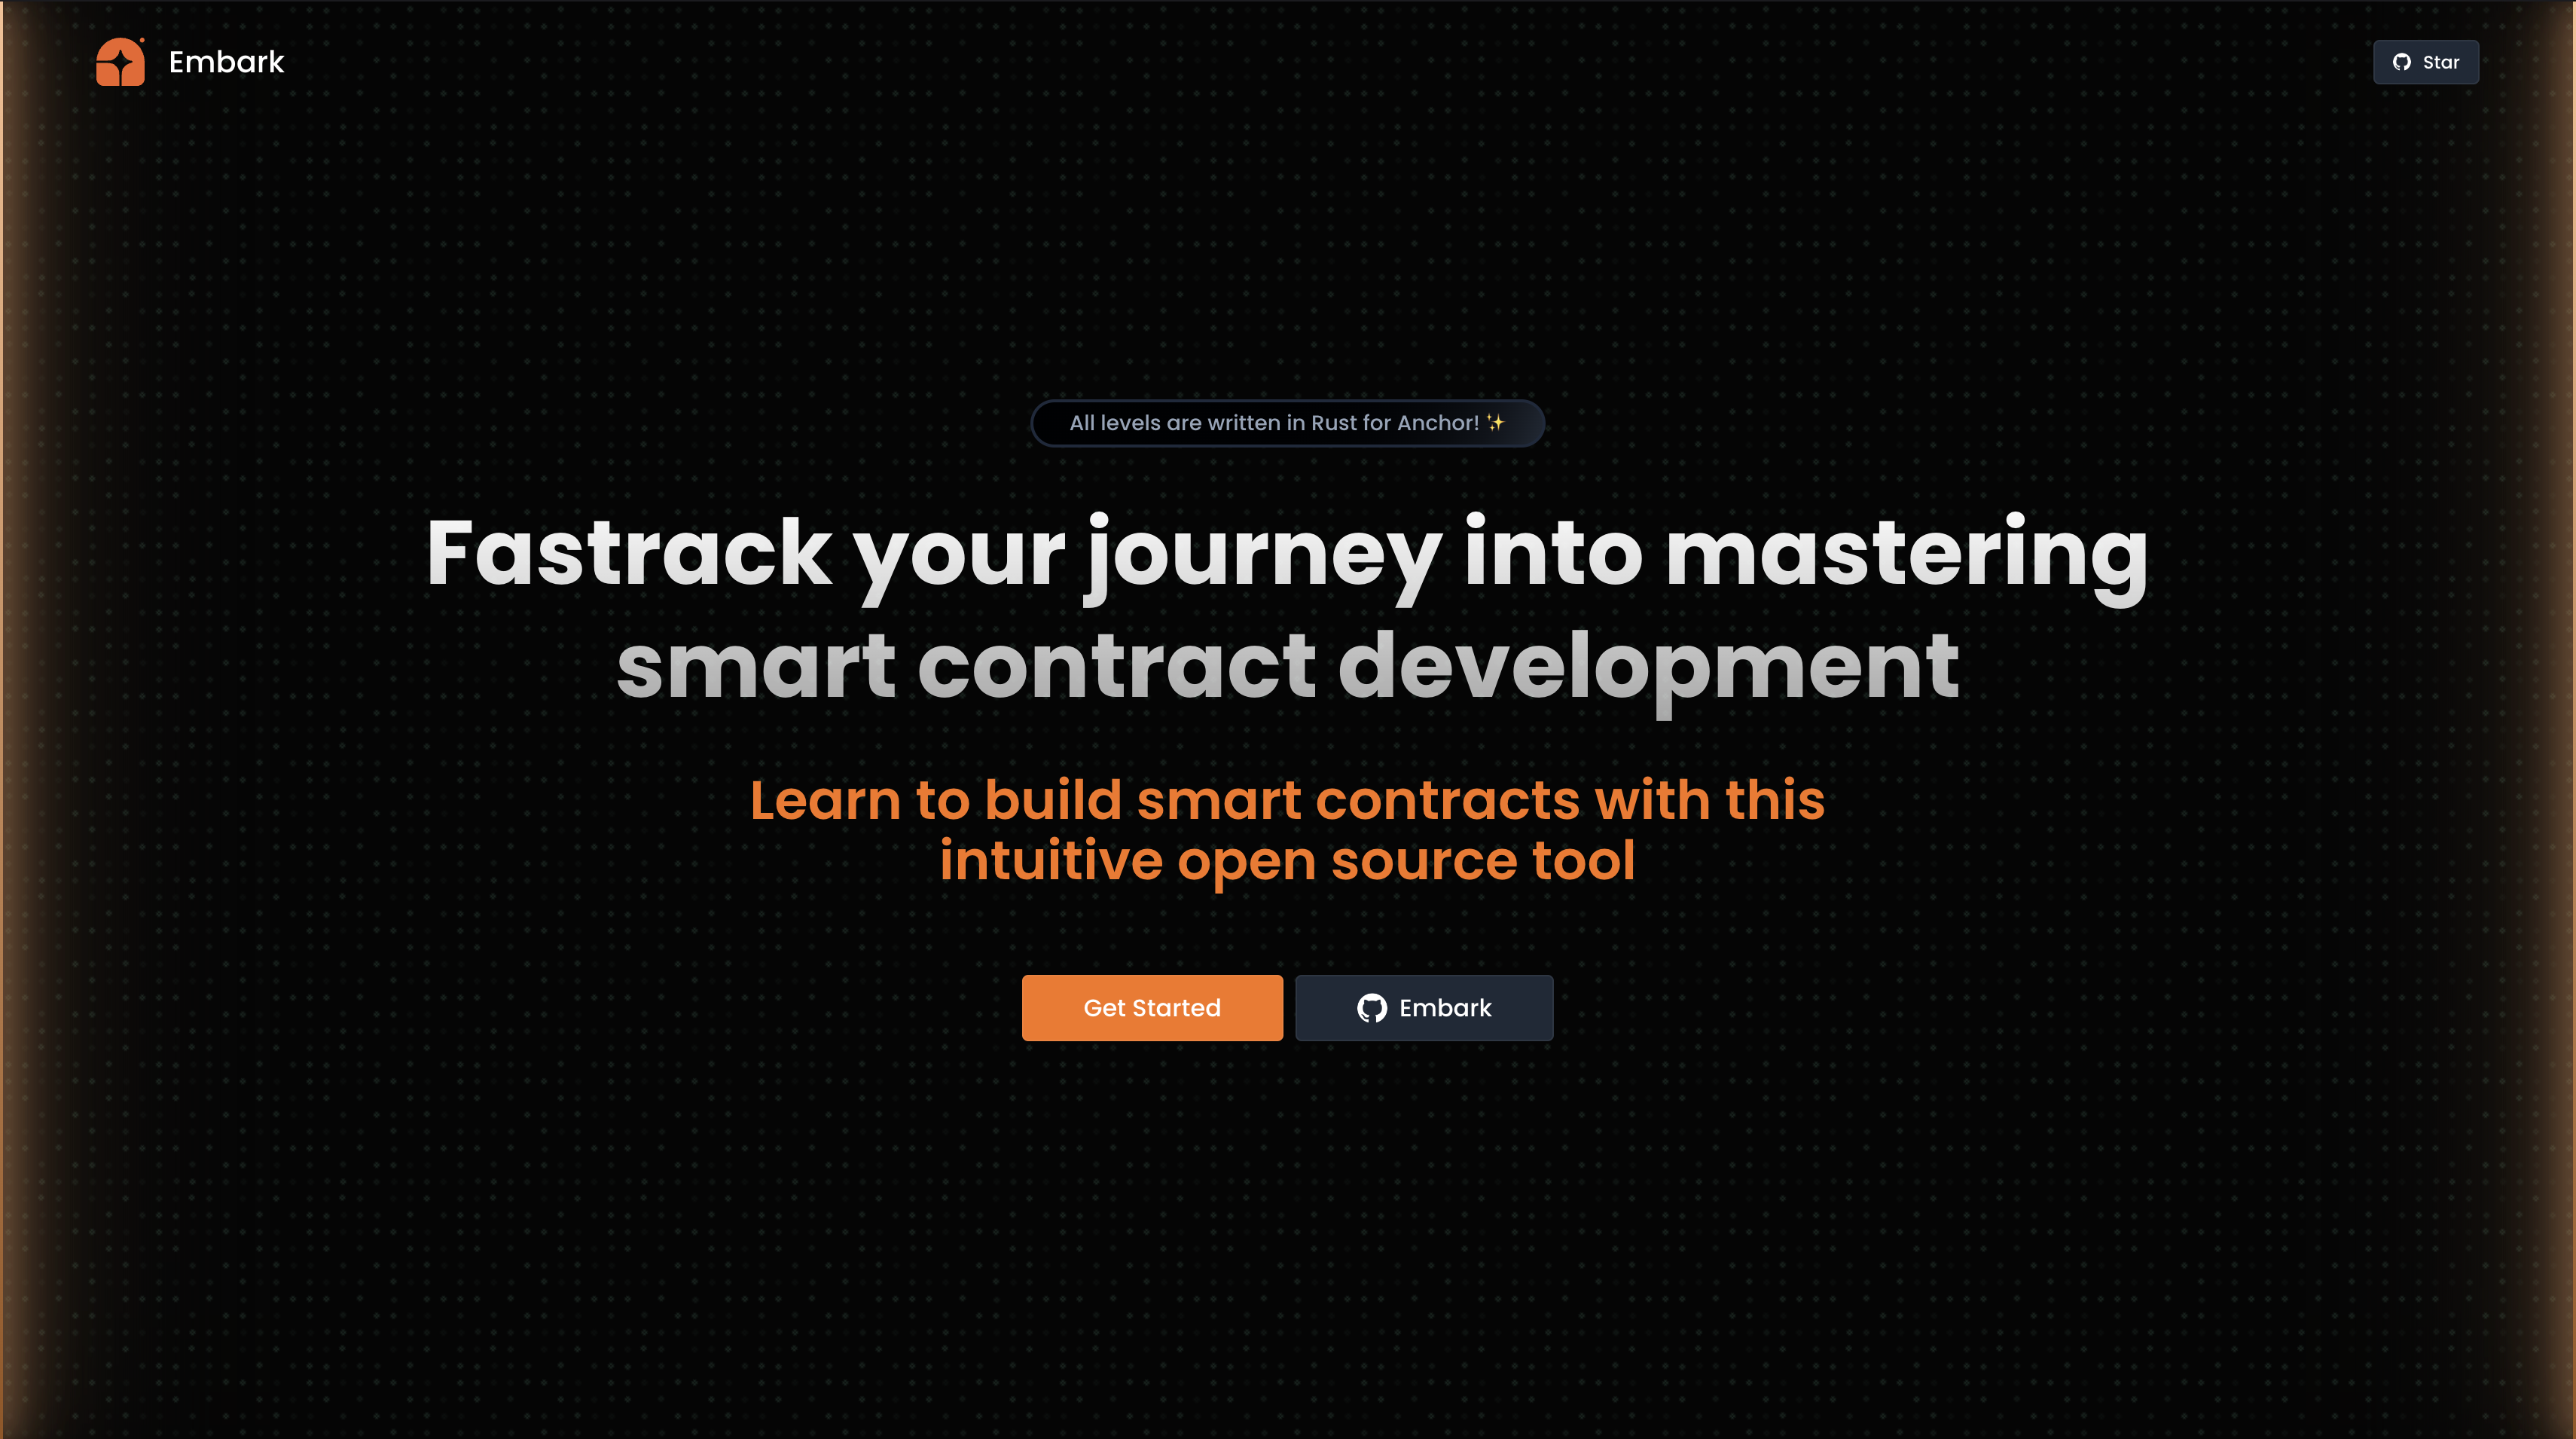 Embark
Star
All levels are written in Rust for Anchor! ✨
Fastrack your journey into mastering
smart contract development
Learn to build smart contracts with this
intuitive open source tool
Get Started
Embark